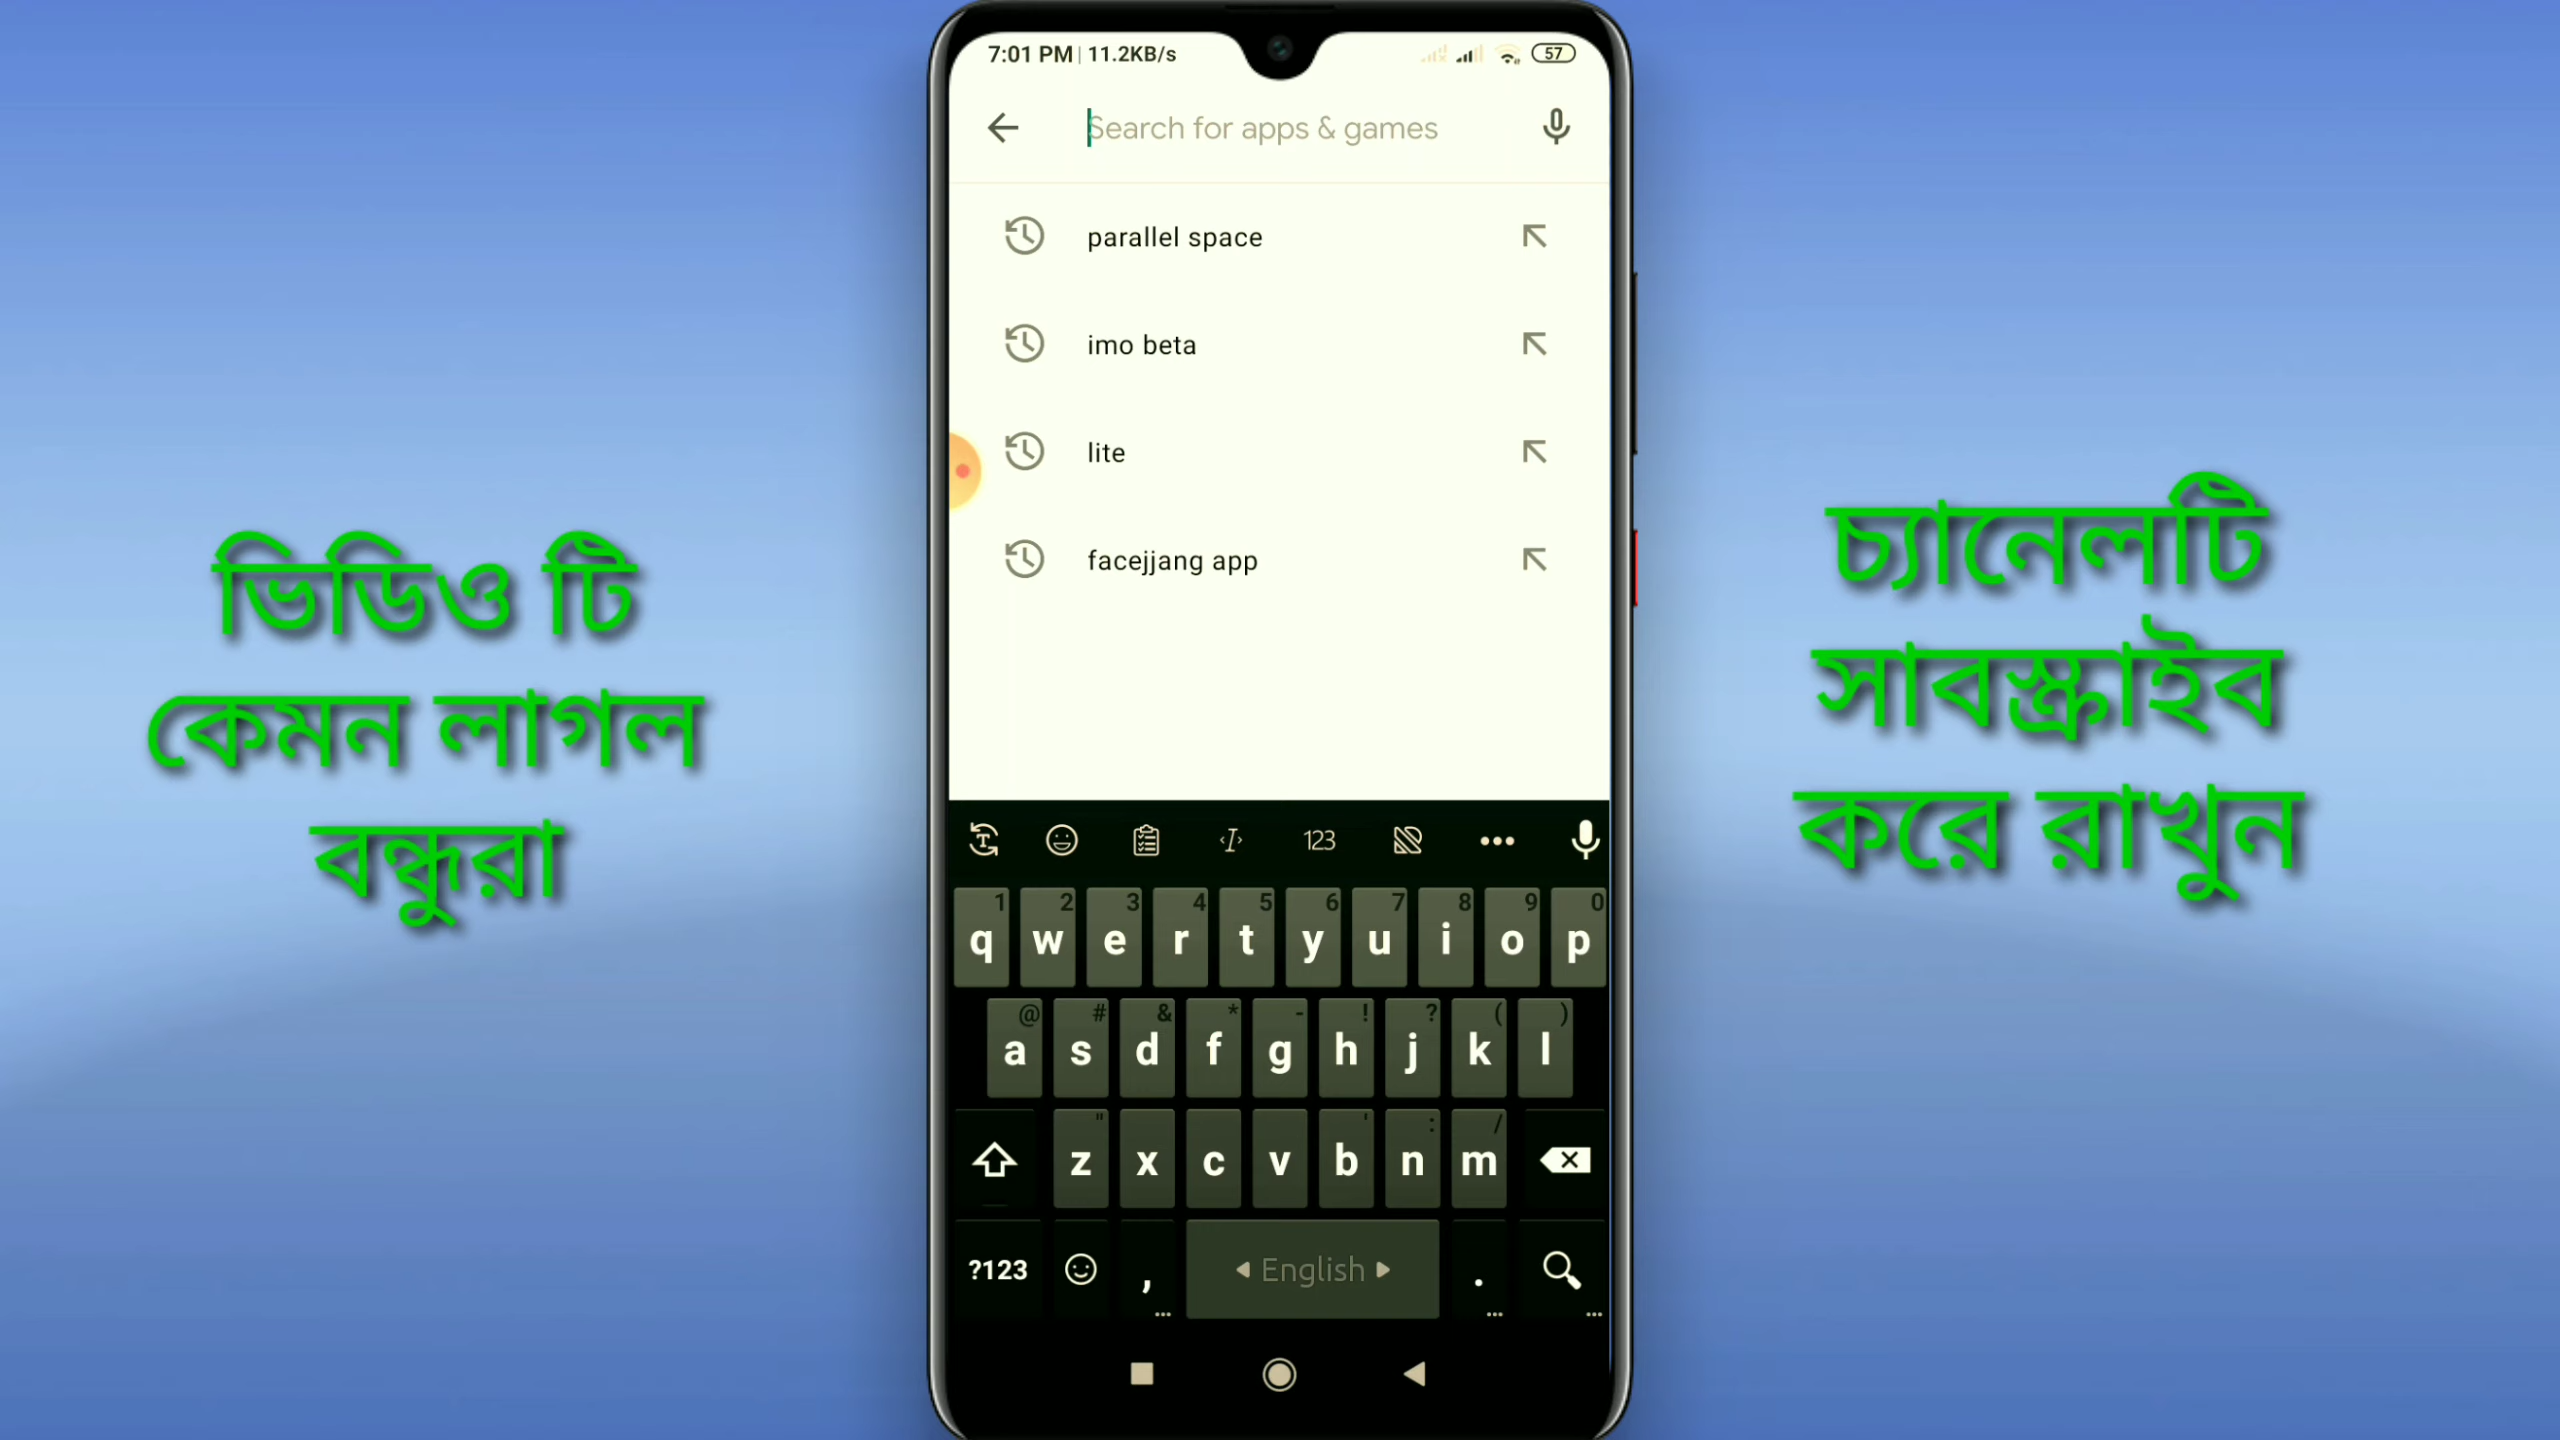 7:01 PM | 11.2KB/s
57
Search for apps & games
parallel space
imo beta
lite
facejjang app
ভিডিও টি
কেমন লাগল
বন্ধুরা
চ্যানেলটি
সাবস্ক্রাইব
করে রাখুন
123
1 2 3 4 5 6 7 8 9 0
q w e r t y u i o p
@ # & * - ! ? ( )
a s d f g h j k l
" ' : /
z x c v b n m
?123 , English .